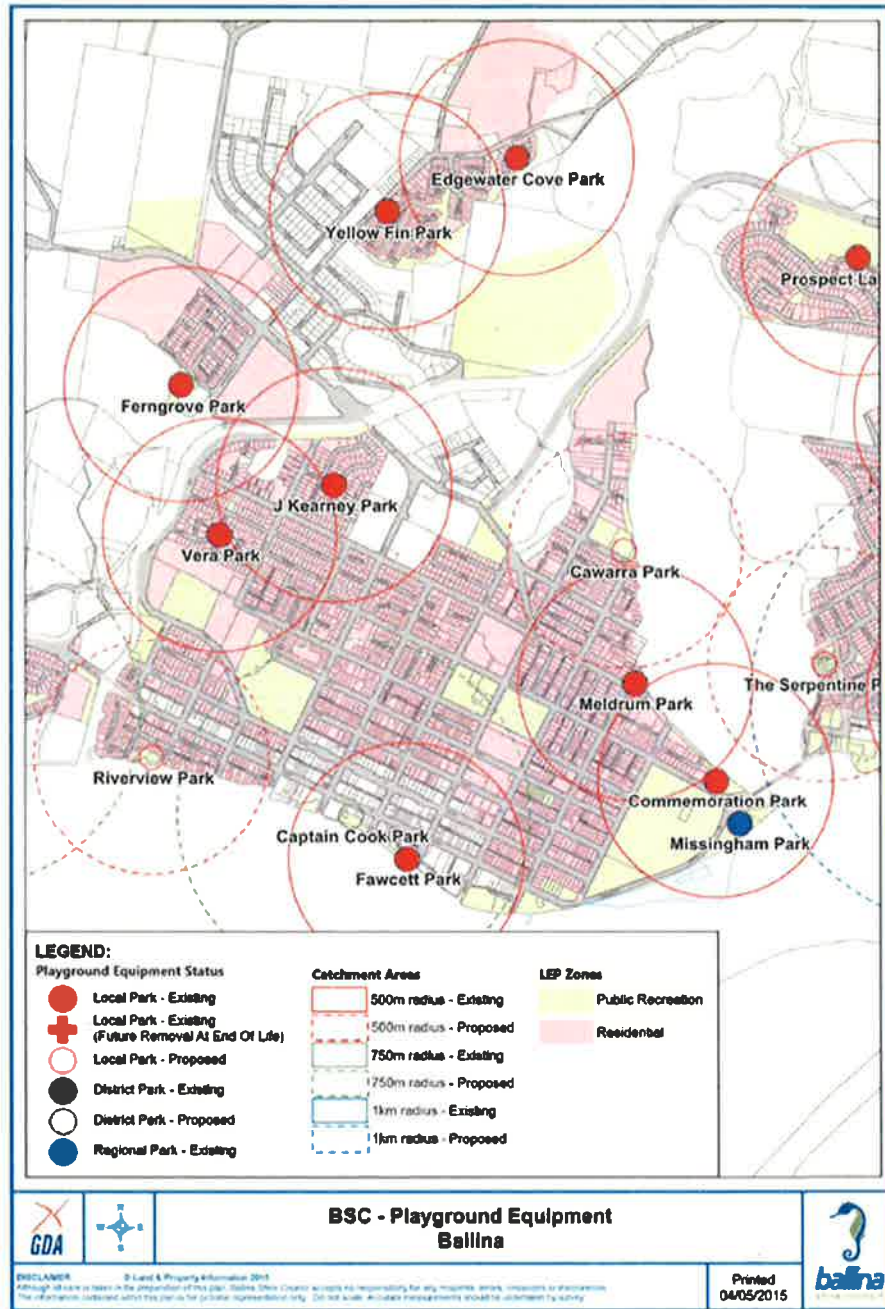 Edgewater Cove Park
Yellow Fin Park
Prospect La
Ferngrove Park
J Kearney Park
Vera Park
Cawarra Park
The Serpentine P
Meldrum Park
Riverview Park
Commemoration Park
Captain Cook Park
Missingham Park
Fawcett Park
LEGEND:
Playground Equipment Status
Local Park - Existing
Local Park - Existing
(Future Removal At End Of Life)
Local Park - Proposed
District Park - Existing
District Park - Proposed
Regional Park - Existing
Catchment Areas
500m radius - Existing
500m radius - Proposed
750m radius - Existing
750m radius - Proposed
1km radius - Existing
1km radius - Proposed
LEP Zones
Public Recreation
Residential
GDA
BSC - Playground Equipment
Ballina
DISCLAIMER © Land & Property Information 2015
Printed
04/05/2015
ballina